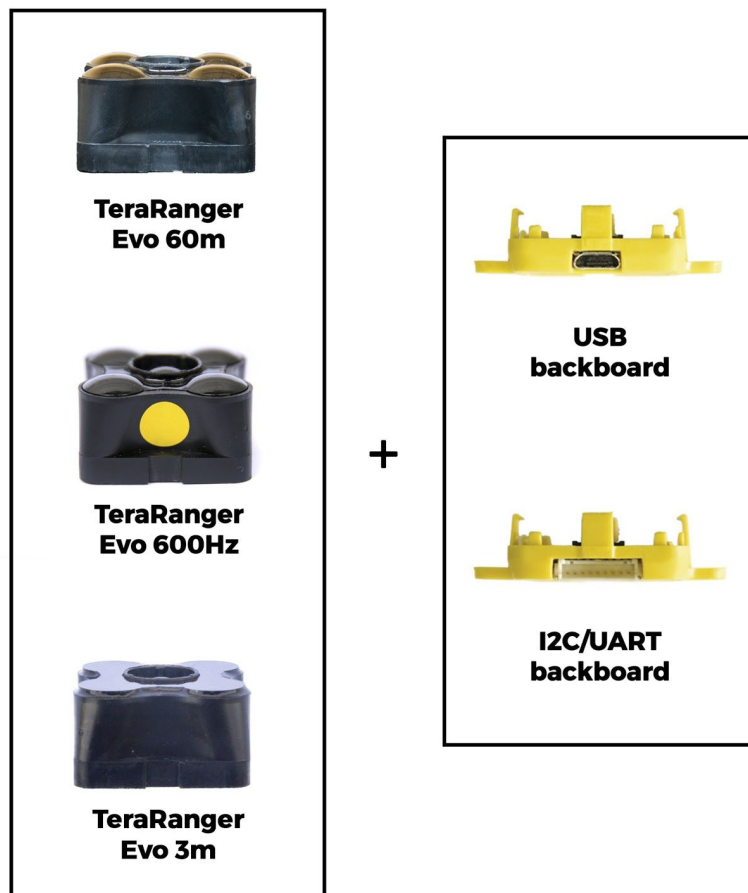 TeraRanger
Evo 60m
TeraRanger
Evo 600Hz
TeraRanger
Evo 3m
+
USB
backboard
I2C/UART
backboard